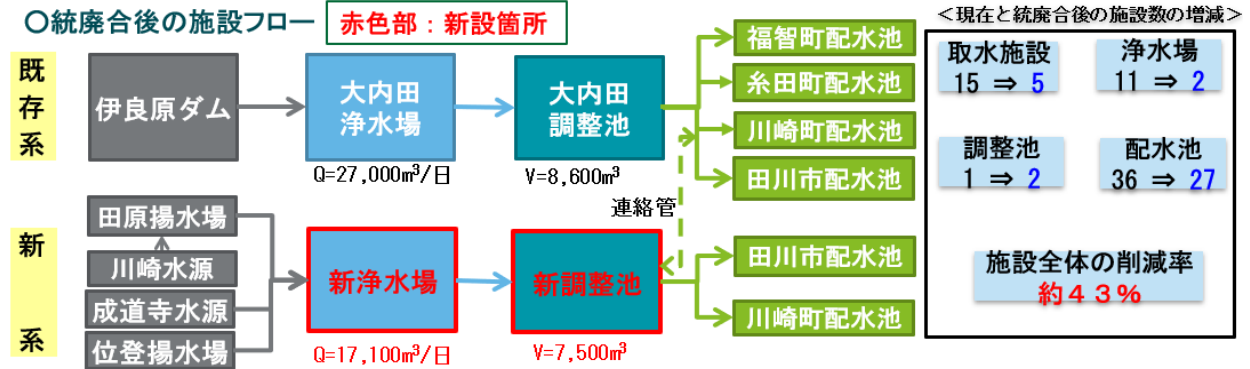 〇統廃合後の施設フロー
赤色部：新設箇所
既存系
伊良原ダム
大内田
浄水場
Q=27,000m³/日
大内田
調整池
V=8,600m³
福智町配水池
糸田町配水池
川崎町配水池
田川市配水池
連絡管
新系
田原揚水場
川崎水源
成道寺水源
位登揚水場
新浄水場
Q=17,100m³/日
新調整池
V=7,500m³
田川市配水池
川崎町配水池
＜現在と統廃合後の施設数の増減＞
取水施設
15 ⇒ 5
浄水場
11 ⇒ 2
調整池
1 ⇒ 2
配水池
36 ⇒ 27
施設全体の削減率
約４３％